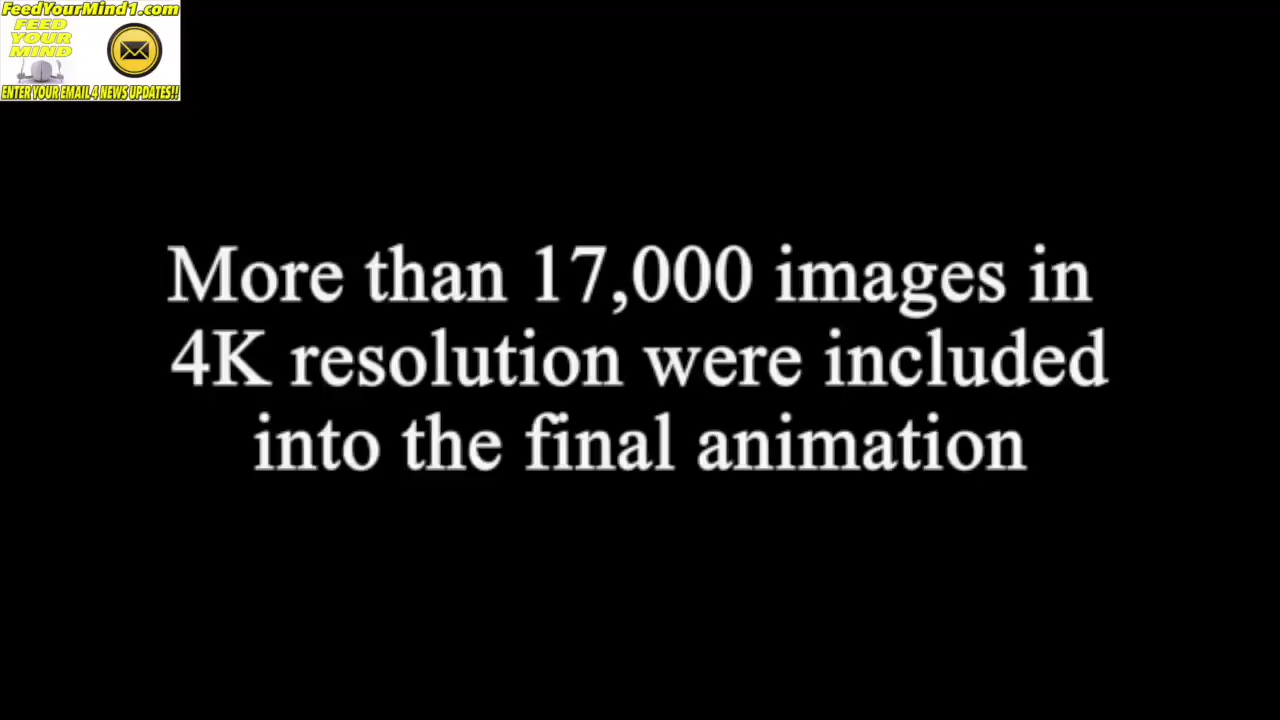 FeedYourMind1.com
FEED
YOUR
MIND
ENTER YOUR EMAIL 4 NEWS UPDATES!!
More than 17,000 images in
4K resolution were included
into the final animation